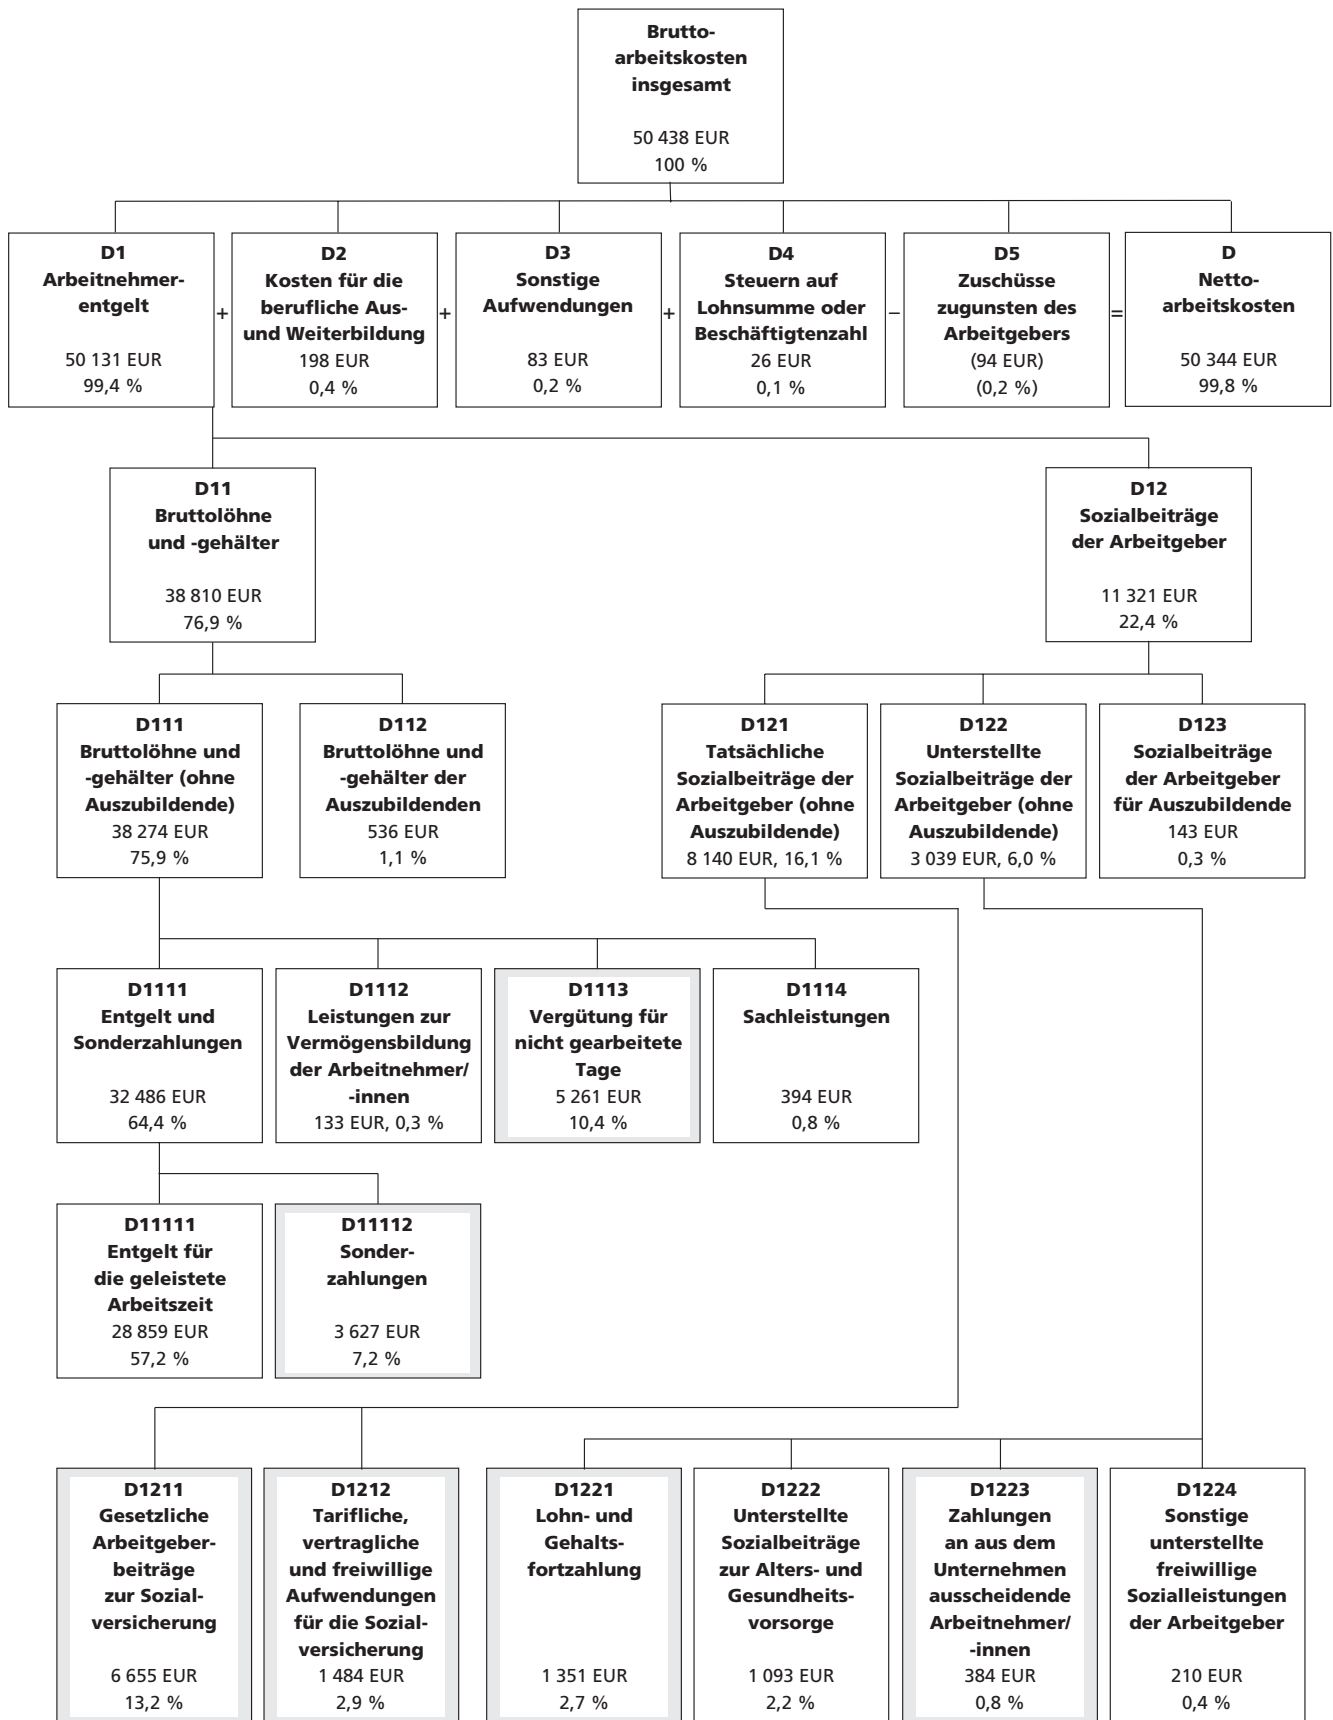 Brutto-
arbeitskosten
insgesamt
50 438 EUR
100 %
D1
Arbeitnehmer-
entgelt
50 131 EUR
99,4 %
+
D2
Kosten für die
berufliche Aus-
und Weiterbildung
198 EUR
0,4 %
+
D3
Sonstige
Aufwendungen
83 EUR
0,2 %
+
D4
Steuern auf
Lohnsumme oder
Beschäftigtenzahl
26 EUR
0,1 %
–
D5
Zuschüsse
zugunsten des
Arbeitgebers
(94 EUR)
(0,2 %)
=
D
Netto-
arbeitskosten
50 344 EUR
99,8 %
D11
Bruttolöhne
und -gehälter
38 810 EUR
76,9 %
D12
Sozialbeiträge
der Arbeitgeber
11 321 EUR
22,4 %
D111
Bruttolöhne und
-gehälter (ohne
Auszubildende)
38 274 EUR
75,9 %
D112
Bruttolöhne und
-gehälter der
Auszubildenden
536 EUR
1,1 %
D121
Tatsächliche
Sozialbeiträge der
Arbeitgeber (ohne
Auszubildende)
8 140 EUR, 16,1 %
D122
Unterstellte
Sozialbeiträge der
Arbeitgeber (ohne
Auszubildende)
3 039 EUR, 6,0 %
D123
Sozialbeiträge
der Arbeitgeber
für Auszubildende
143 EUR
0,3 %
D1111
Entgelt und
Sonderzahlungen
32 486 EUR
64,4 %
D1112
Leistungen zur
Vermögensbildung
der Arbeitnehmer/
-innen
133 EUR, 0,3 %
D1113
Vergütung für
nicht gearbeitete
Tage
5 261 EUR
10,4 %
D1114
Sachleistungen
394 EUR
0,8 %
D11111
Entgelt für
die geleistete
Arbeitszeit
28 859 EUR
57,2 %
D11112
Sonder-
zahlungen
3 627 EUR
7,2 %
D1211
Gesetzliche
Arbeitgeber-
beiträge
zur Sozial-
versicherung
6 655 EUR
13,2 %
D1212
Tarifliche,
vertragliche
und freiwillige
Aufwendungen
für die Sozial-
versicherung
1 484 EUR
2,9 %
D1221
Lohn- und
Gehalts-
fortzahlung
1 351 EUR
2,7 %
D1222
Unterstellte
Sozialbeiträge
zur Alters- und
Gesundheits-
vorsorge
1 093 EUR
2,2 %
D1223
Zahlungen
an aus dem
Unternehmen
ausscheidende
Arbeitnehmer/
-innen
384 EUR
0,8 %
D1224
Sonstige
unterstellte
freiwillige
Sozialleistungen
der Arbeitgeber
210 EUR
0,4 %